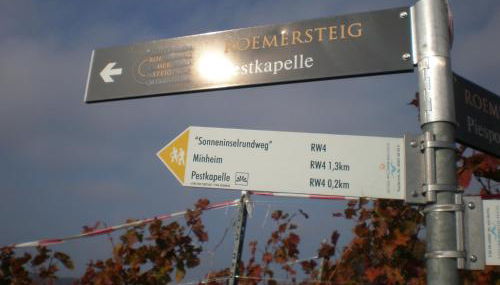 ROEMERSTEIG
Pestkapelle
"Sonneninselrundweg" RW4
Minheim RW4 1,3km
Pestkapelle RW4 0,2km